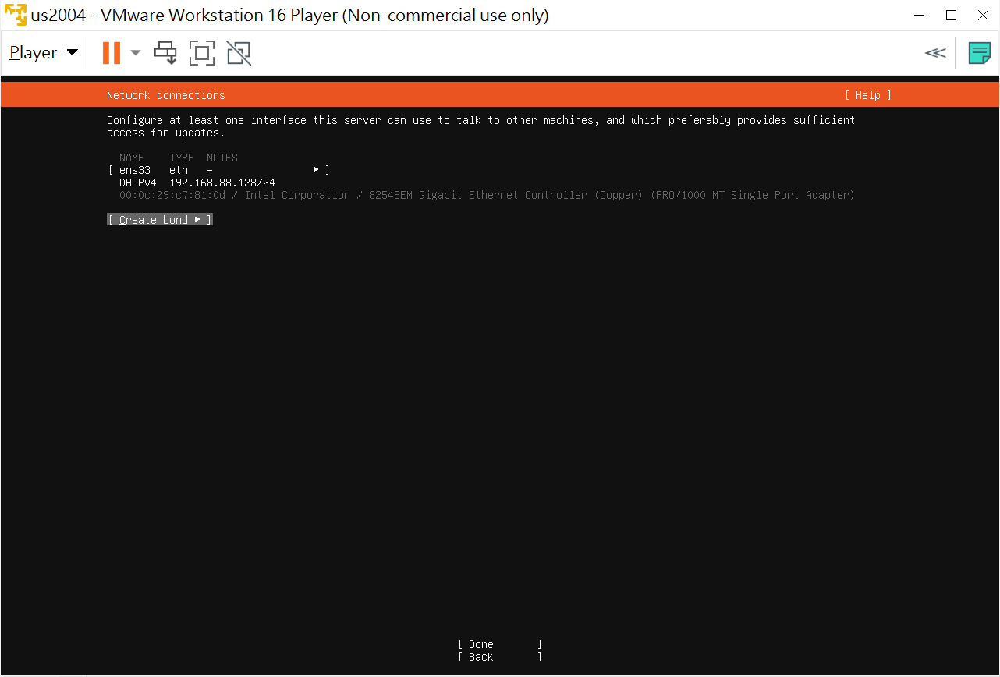 us2004 - VMware Workstation 16 Player (Non-commercial use only)
Player
Network connections [ Help ]
Configure at least one interface this server can use to talk to other machines, and which preferably provides sufficient
access for updates.
NAME TYPE NOTES
[ ens33 eth – ▸ ]
DHCPv4 192.168.88.128/24
00:0c:29:c7:81:0d / Intel Corporation / 82545EM Gigabit Ethernet Controller (Copper) (PRO/1000 MT Single Port Adapter)
[ Create bond ▸ ]
[ Done ]
[ Back ]